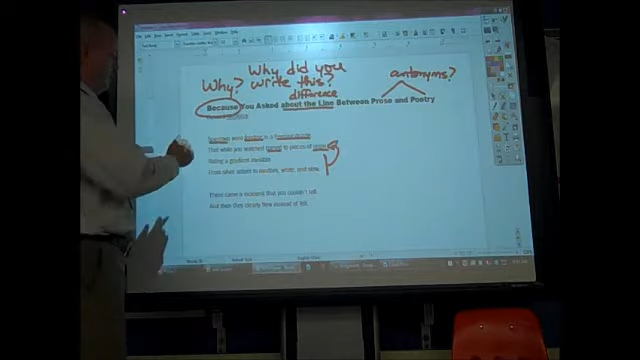 Why did you
Why? write this? antonyms?
difference
Because You Asked about the Line Between Prose and Poetry
Sparrows were feeding in a freezing drizzle
That while you watched turned to pieces of snow
Riding a gradient invisible
From silver aslant to random, white, and slow.
There came a moment that you couldn't tell.
And then they clearly flew instead of fell.